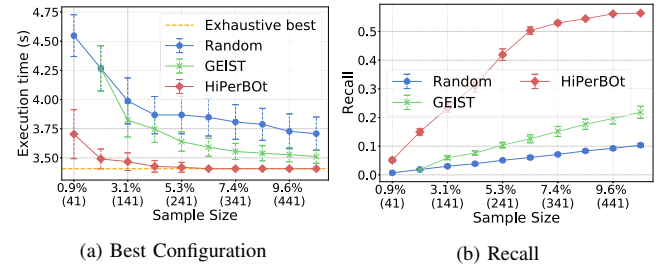 Execution time (s)
4.75
4.50
4.25
4.00
3.75
3.50
Exhaustive best
Random
GEIST
HiPerBOt
0.9% 3.1% 5.3% 7.4% 9.6%
(41) (141) (241) (341) (441)
Sample Size
(a) Best Configuration
Recall
0.5
0.4
0.3
0.2
0.1
0.0
Random
GEIST
HiPerBOt
0.9% 3.1% 5.3% 7.4% 9.6%
(41) (141) (241) (341) (441)
Sample Size
(b) Recall